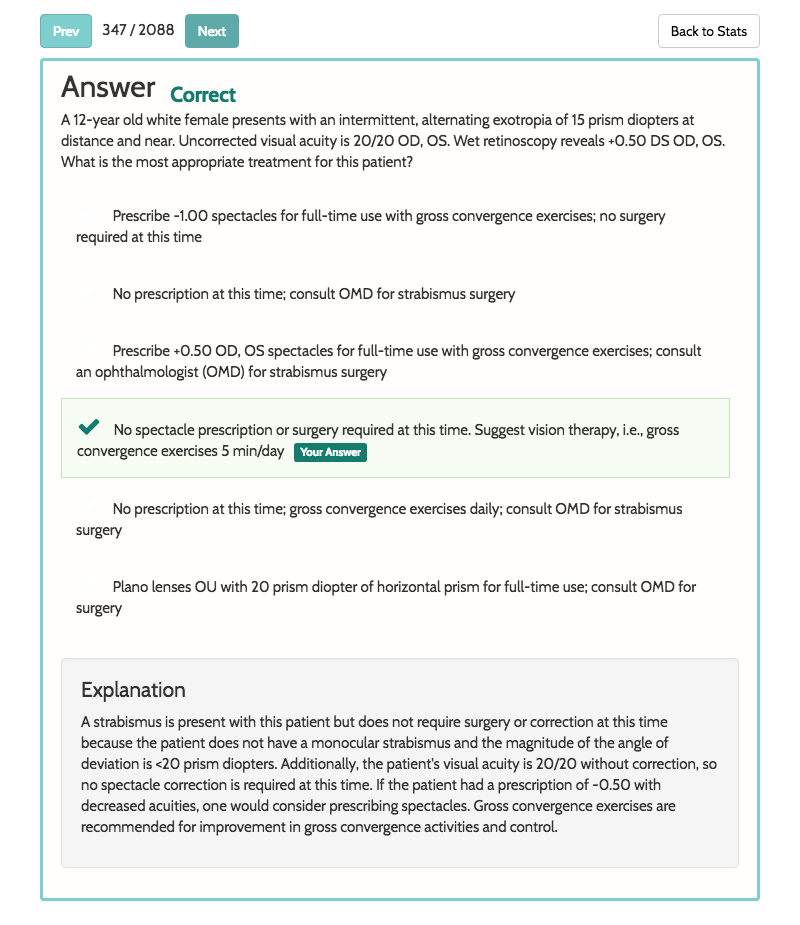 Prev 347 / 2088 Next Back to Stats
Answer Correct
A 12-year old white female presents with an intermittent, alternating exotropia of 15 prism diopters at
distance and near. Uncorrected visual acuity is 20/20 OD, OS. Wet retinoscopy reveals +0.50 DS OD, OS.
What is the most appropriate treatment for this patient?
Prescribe -1.00 spectacles for full-time use with gross convergence exercises; no surgery
required at this time
No prescription at this time; consult OMD for strabismus surgery
Prescribe +0.50 OD, OS spectacles for full-time use with gross convergence exercises; consult
an ophthalmologist (OMD) for strabismus surgery
No spectacle prescription or surgery required at this time. Suggest vision therapy, i.e., gross
convergence exercises 5 min/day Your Answer
No prescription at this time; gross convergence exercises daily; consult OMD for strabismus
surgery
Plano lenses OU with 20 prism diopter of horizontal prism for full-time use; consult OMD for
surgery
Explanation
A strabismus is present with this patient but does not require surgery or correction at this time
because the patient does not have a monocular strabismus and the magnitude of the angle of
deviation is <20 prism diopters. Additionally, the patient's visual acuity is 20/20 without correction, so
no spectacle correction is required at this time. If the patient had a prescription of -0.50 with
decreased acuities, one would consider prescribing spectacles. Gross convergence exercises are
recommended for improvement in gross convergence activities and control.